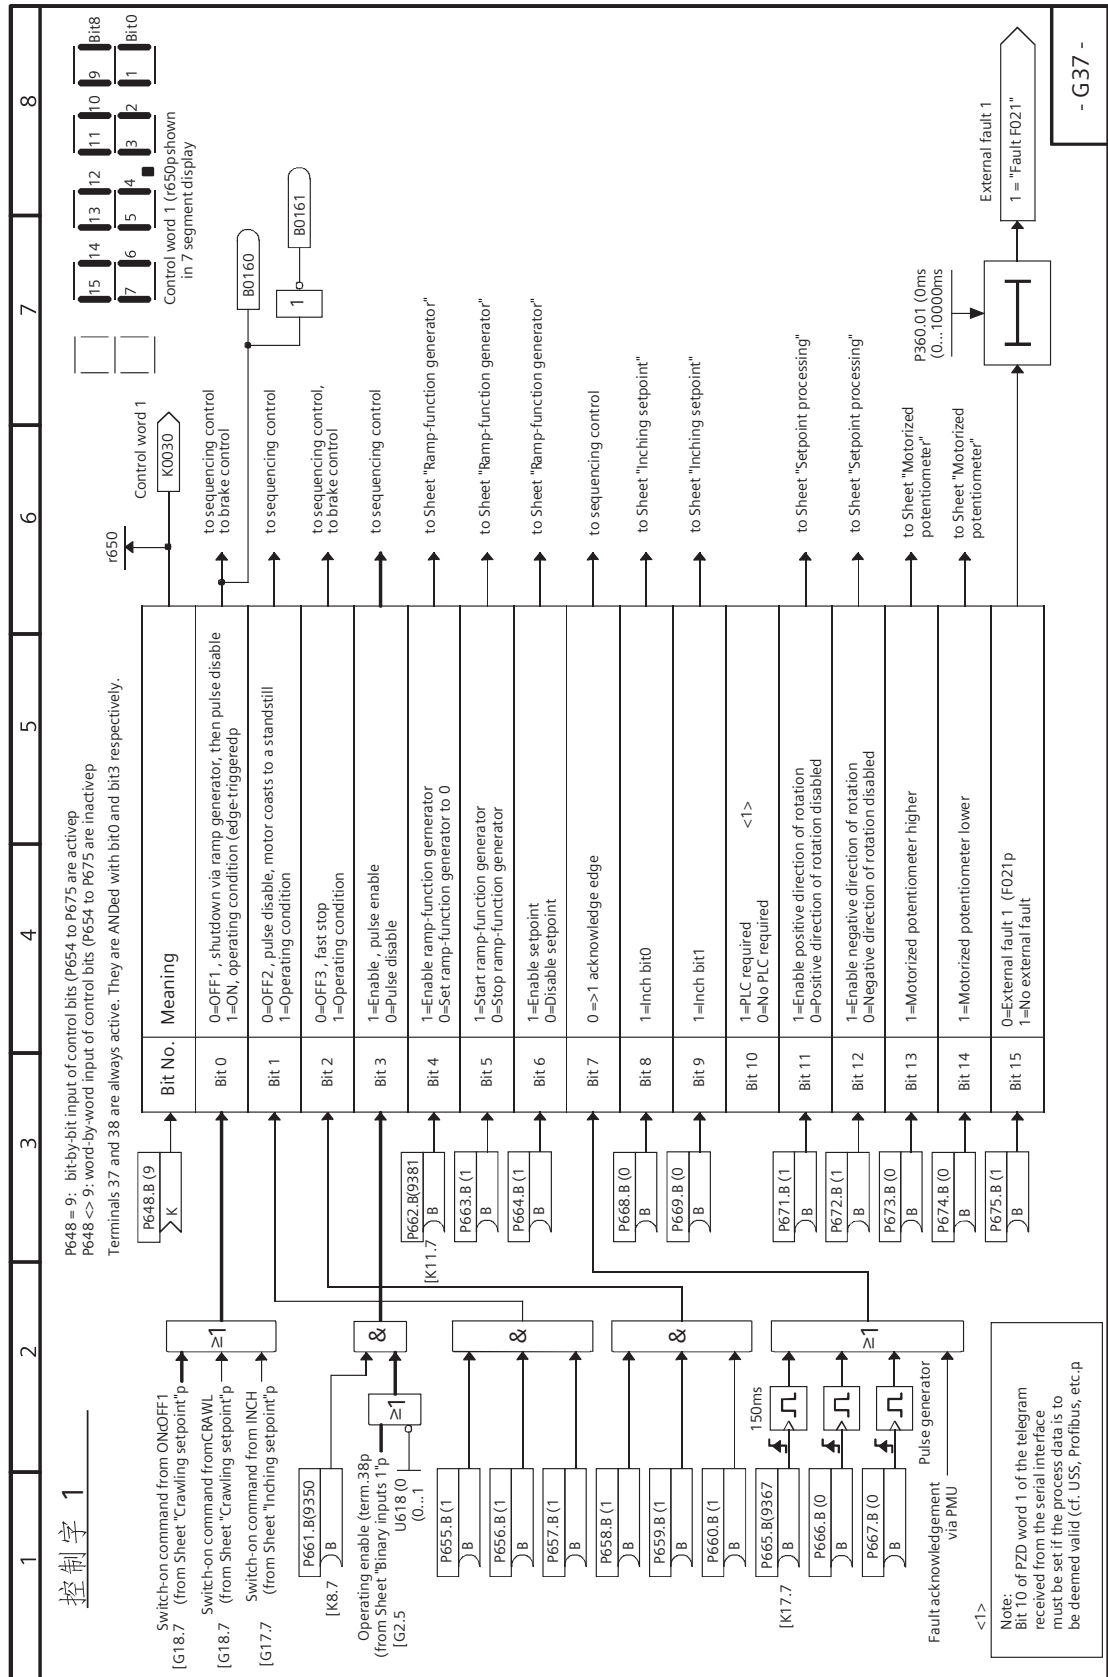 控制字 1
1 2 3 4 5 6 7 8
P648 = 9: bit-by-bit input of control bits (P654 to P675 are activep
P648 <> 9: word-by-word input of control bits (P654 to P675 are inactivep
Terminals 37 and 38 are always active. They are ANDed with bit0 and bit3 respectively.
15 14 13 12 11 10 9 Bit8
7 6 5 4 3 2 1 Bit0
Control word 1 (r650pshown
in 7 segment display
r650
Control word 1
K0030
P648.B (9
K
Bit No. Meaning
Switch-on command from ONcOFF1
[G18.7 (from Sheet "Crawling setpoint"p
Switch-on command fromCRAWL
[G18.7 (from Sheet "Crawling setpoint"p
Switch-on command from INCH
[G17.7 (from Sheet "Inching setpoint"p
≥1
Bit 0
0=OFF1 , shutdown via ramp generator, then pulse disable
1=ON, operating condition (edge-triggeredp
to sequencing control
to brake control
B0160
1
B0161
Bit 1
0=OFF2 , pulse disable, motor coasts to a standstill
1=Operating condition
to sequencing control
Bit 2
0=OFF3 , fast stop
1=Operating condition
to sequencing control,
to brake control
P661.B(9350
B
[K8.7
Operating enable (term.38p
(from Sheet "Binary inputs 1"p
[G2.5
U618 (0
(0...1
≥1
&
Bit 3
1=Enable , pulse enable
0=Pulse disable
to sequencing control
P662.B(9381
B
[K11.7
Bit 4
1=Enable ramp-function gennerator
0=Set ramp-function generator to 0
to Sheet "Ramp-function generator"
P655.B (1
B
P656.B (1
B
P657.B (1
B
&
P663.B (1
B
Bit 5
1=Start ramp-function generator
0=Stop ramp-function generator
to Sheet "Ramp-function generator"
P664.B (1
B
Bit 6
1=Enable setpoint
0=Disable setpoint
to Sheet "Ramp-function generator"
Bit 7
0 =>1 acknowledge edge
to sequencing control
P658.B (1
B
P659.B (1
B
P660.B (1
B
&
P668.B (0
B
Bit 8
1=Inch bit0
to Sheet "Inching setpoint"
P669.B (0
B
Bit 9
1=Inch bit1
to Sheet "Inching setpoint"
Bit 10
1=PLC required
0=No PLC required
<1>
P665.B(9367
B
[K17.7
150ms
P666.B (0
B
P667.B (0
B
≥1
Pulse generator
Fault acknowledgement
via PMU
P671.B (1
B
Bit 11
1=Enable positive direction of rotation
0=Positive direction of rotation disabled
to Sheet "Setpoint processing"
P672.B (1
B
Bit 12
1=Enable negative direction of rotation
0=Negative direction of rotation disabled
to Sheet "Setpoint processing"
P673.B (0
B
Bit 13
1=Motorized potentiometer higher
to Sheet "Motorized
potentiometer"
P674.B (0
B
Bit 14
1=Motorized potentiometer lower
to Sheet "Motorized
potentiometer"
P675.B (1
B
Bit 15
0=External fault 1 (F021p
1=No external fault
P360.01 (0ms
(0...10000ms
External fault 1
1 = "Fault F021"
<1>
Note:
Bit 10 of PZD word 1 of the telegram
received from the serial interface
must be set if the process data is to
be deemed valid (cf. USS, Profibus, etc.p
- G37 -